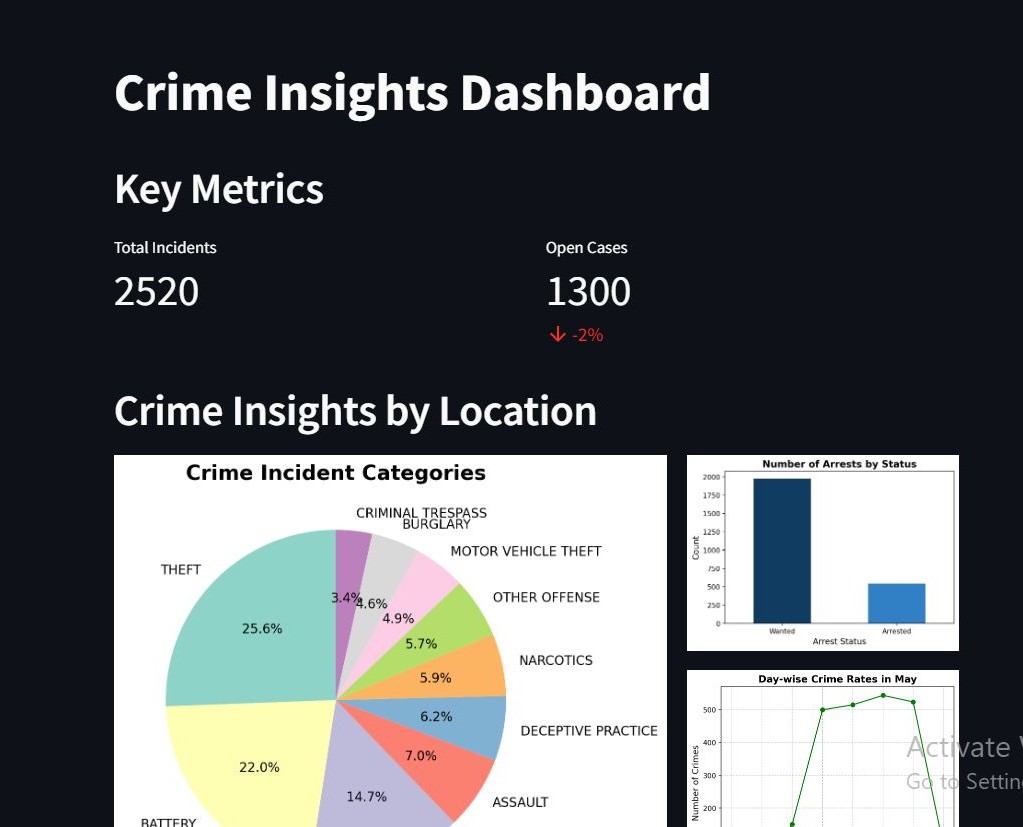 Crime Insights Dashboard
Key Metrics
Total Incidents
2520
Open Cases
1300
-2%
Crime Insights by Location
Crime Incident Categories
CRIMINAL TRESPASS
BURGLARY
MOTOR VEHICLE THEFT
THEFT
OTHER OFFENSE
3.4%
4.6%
4.9%
25.6%
5.7%
NARCOTICS
5.9%
6.2%
DECEPTIVE PRACTICE
7.0%
22.0%
14.7%
ASSAULT
BATTERY
Number of Arrests by Status
2000
1750
1500
1250
1000
750
500
250
0
Count
Wanted
Arrested
Arrest Status
Day-wise Crime Rates in May
500
400
300
200
Number of Crimes
Activate
Go to Settin